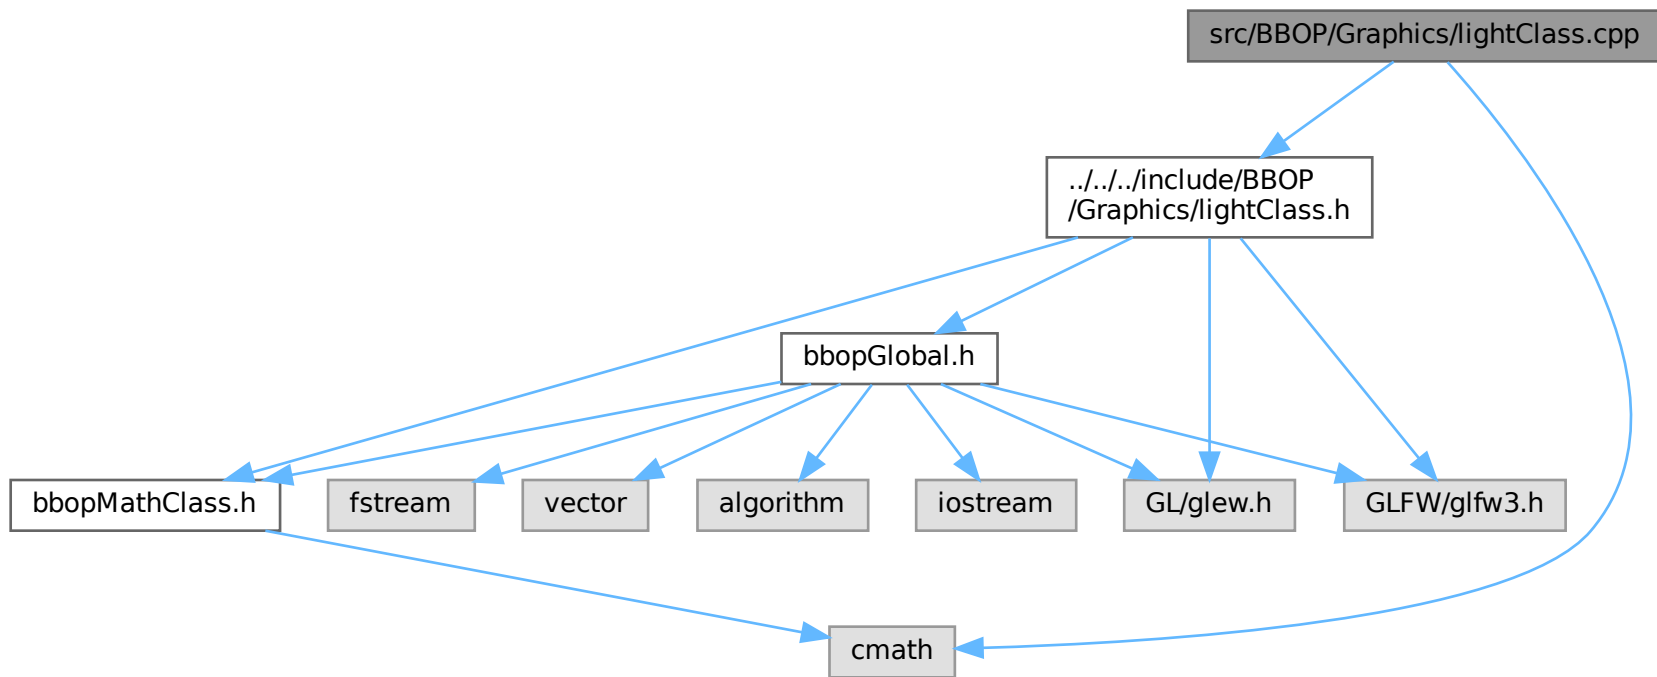 src/BBOP/Graphics/lightClass.cpp
../../../include/BBOP
/Graphics/lightClass.h
bbopGlobal.h
bbopMathClass.h
fstream
vector
algorithm
iostream
GL/glew.h
GLFW/glfw3.h
cmath